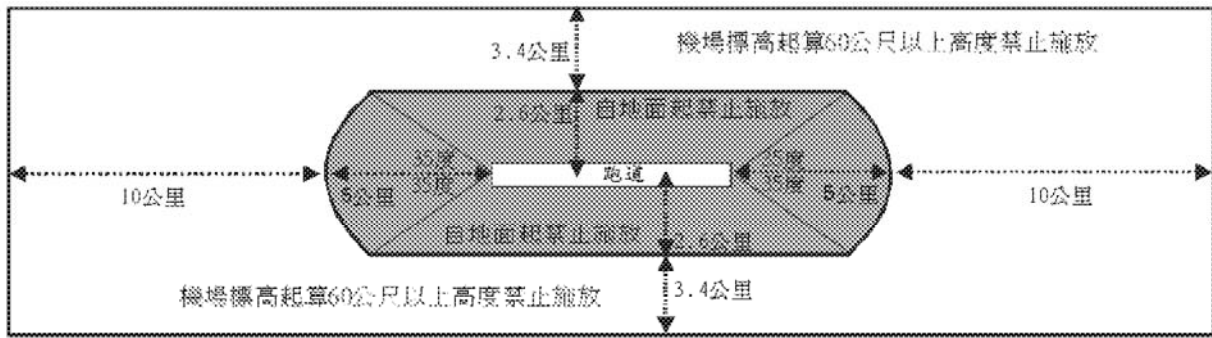 3.4公里
機場標高起算60公尺以上高度禁止施放
2.6公里
自地面起禁止施放
35度
35度
跑道
35度
35度
10公里
5公里
5公里
10公里
自地面起禁止施放
2.6公里
機場標高起算60公尺以上高度禁止施放
3.4公里